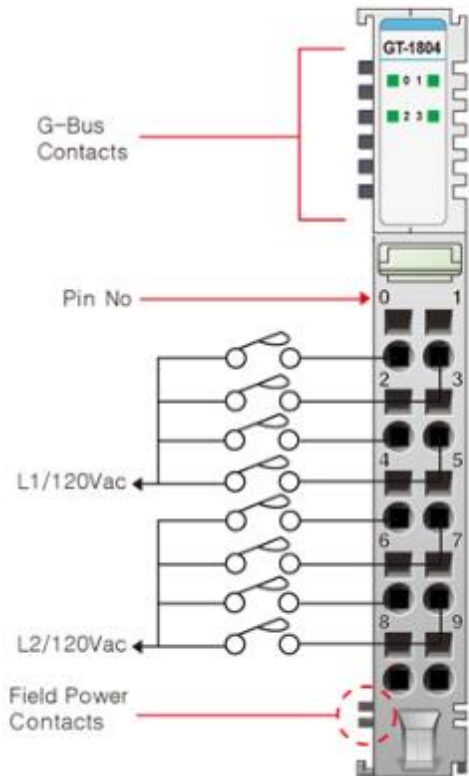 GT-1804
0 1
2 3
G-Bus
Contacts
Pin No
0 1
2 3
4 5
L1/120Vac
6 7
8 9
L2/120Vac
Field Power
Contacts